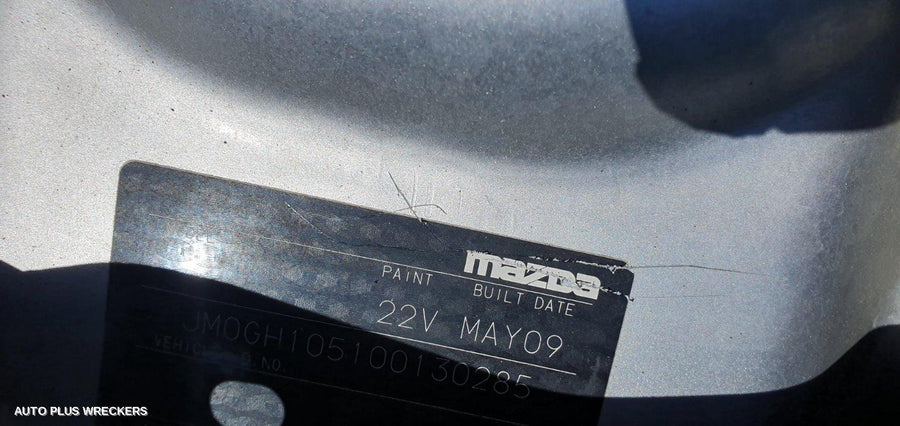 mazda
PAINT BUILT DATE
22V MAY09
JM0GH105100130285
AUTO PLUS WRECKERS